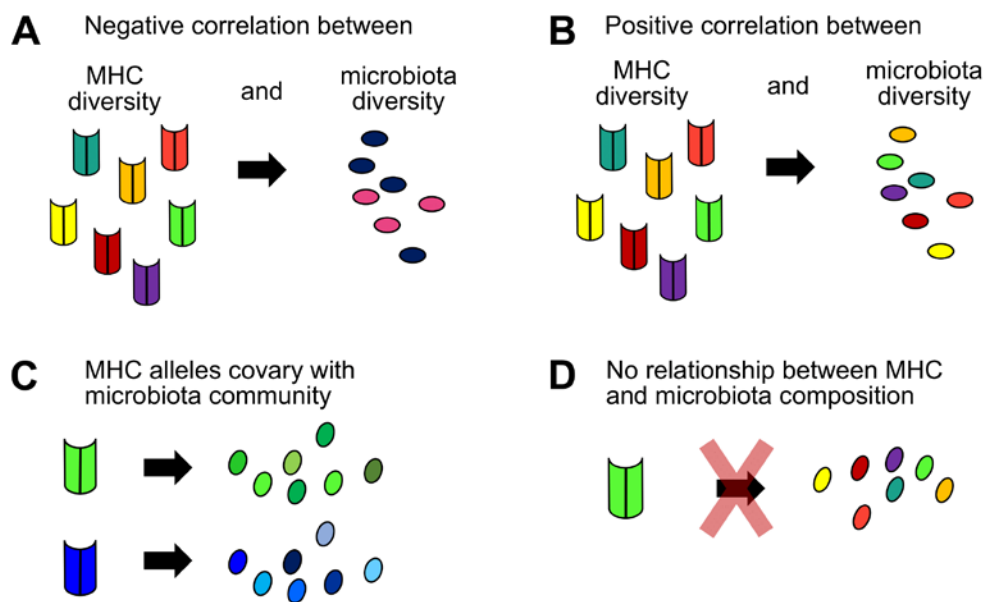 A Negative correlation between
MHC diversity and microbiota diversity
B Positive correlation between
MHC diversity and microbiota diversity
C MHC alleles covary with
microbiota community
D No relationship between MHC
and microbiota composition